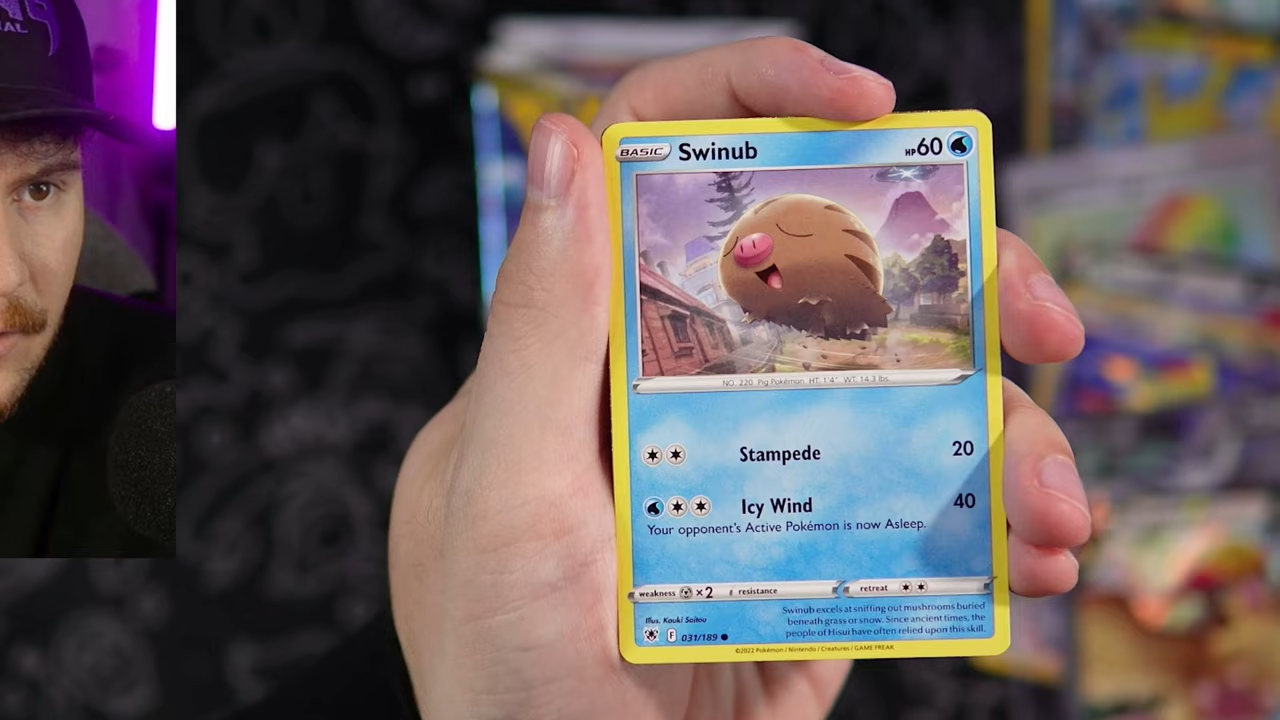 BASIC Swinub HP60
NO. 220 Pig Pokémon HT: 1'4" WT: 14.3 lbs
Stampede 20
Icy Wind 40
Your opponent's Active Pokémon is now Asleep.
weakness ×2 resistance retreat
Illus. Kouki Saitou
F 031/189
Swinub excels at sniffing out mushrooms buried
beneath grass or snow. Since ancient times, the
people of Hisui have often relied upon this skill.
©2022 Pokémon / Nintendo / Creatures / GAME FREAK